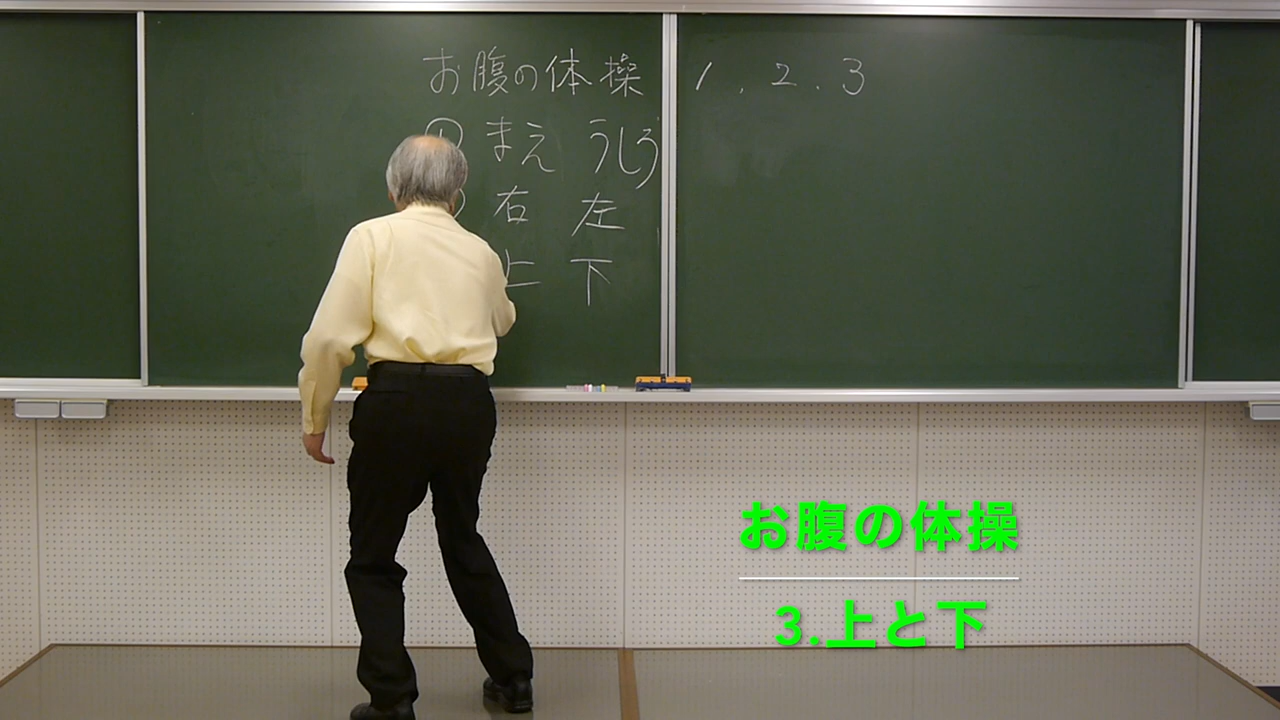 お腹の体操 1, 2. 3
① まえ うしろ
右 左
上 下
お腹の体操
3.上と下